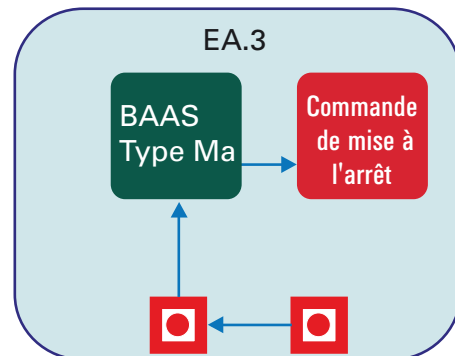 EA.3
BAAS
Type Ma
Commande
de mise à
l'arrêt